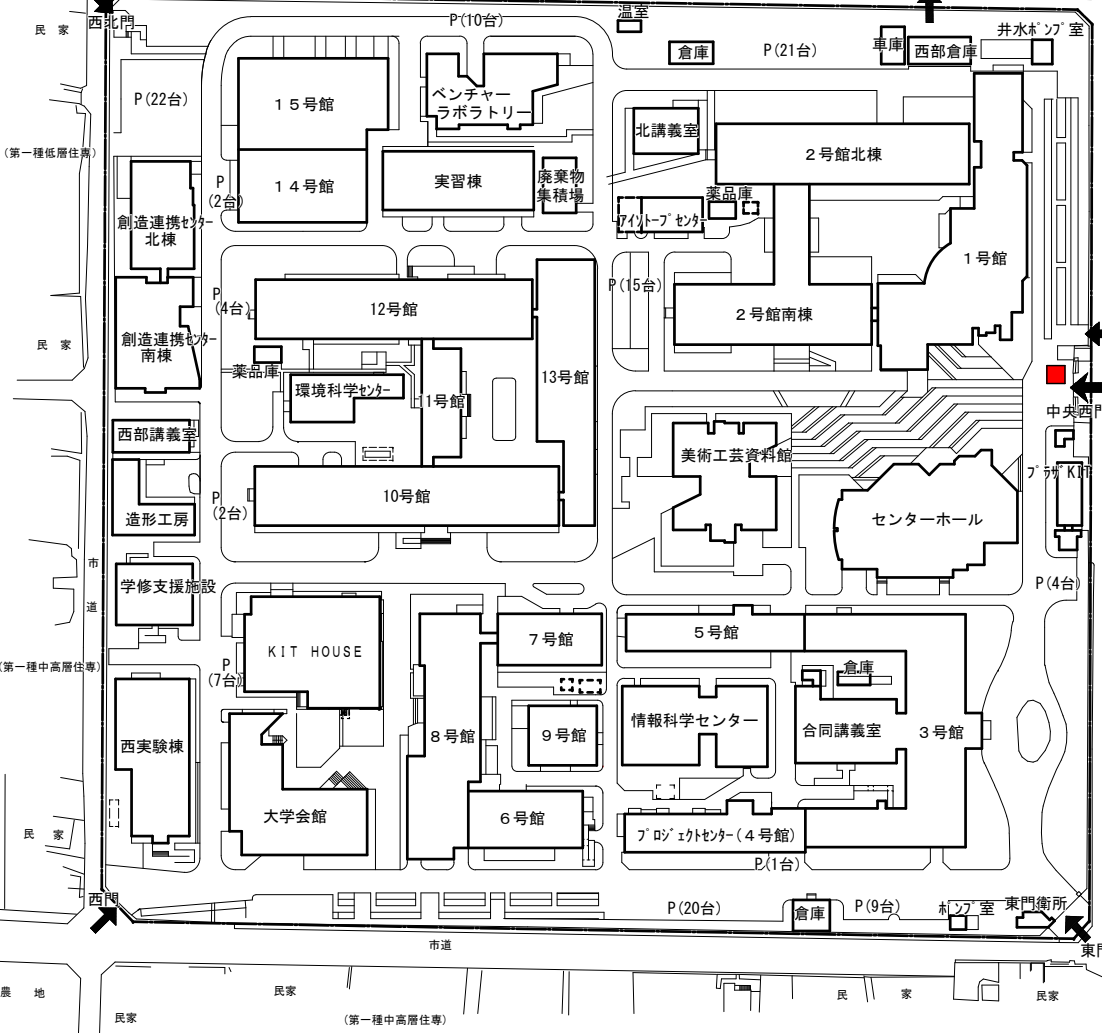 西北門
民　家
P(10台)
温室
倉庫
P(21台)
車庫
西部倉庫
井水ﾎﾟﾝﾌﾟ室
P(22台)
15号館
ベンチャー
ラボラトリー
北講義室
2号館北棟
(第一種低層住専)
14号館
実習棟
廃棄物
集積場
P
(2台)
薬品庫
ｱｲｿﾄｰﾌﾟｾﾝﾀｰ
創造連携ｾﾝﾀｰ
北棟
1号館
P
(4台)
12号館
P(15台)
2号館南棟
創造連携ｾﾝﾀｰ
南棟
民　家
薬品庫
環境科学ｾﾝﾀｰ
11号館
13号館
中央西門
西部講義室
美術工芸資料館
ﾌﾟﾗｻﾞKIT
P
(2台)
10号館
造形工房
センターホール
市
道
学修支援施設
P(4台)
KIT HOUSE
7号館
5号館
倉庫
(第一種中高層住専)
P
(7台)
西実験棟
8号館
9号館
情報科学センター
合同講義室
3号館
大学会館
6号館
ﾌﾟﾛｼﾞｪｸﾄｾﾝﾀｰ(4号館)
P(1台)
民　家
西門
P(20台)
倉庫
P(9台)
ﾎﾟﾝﾌﾟ室
東門衛所
東門
市道
農　地
民家
民　家
民家
民家
(第一種中高層住専)